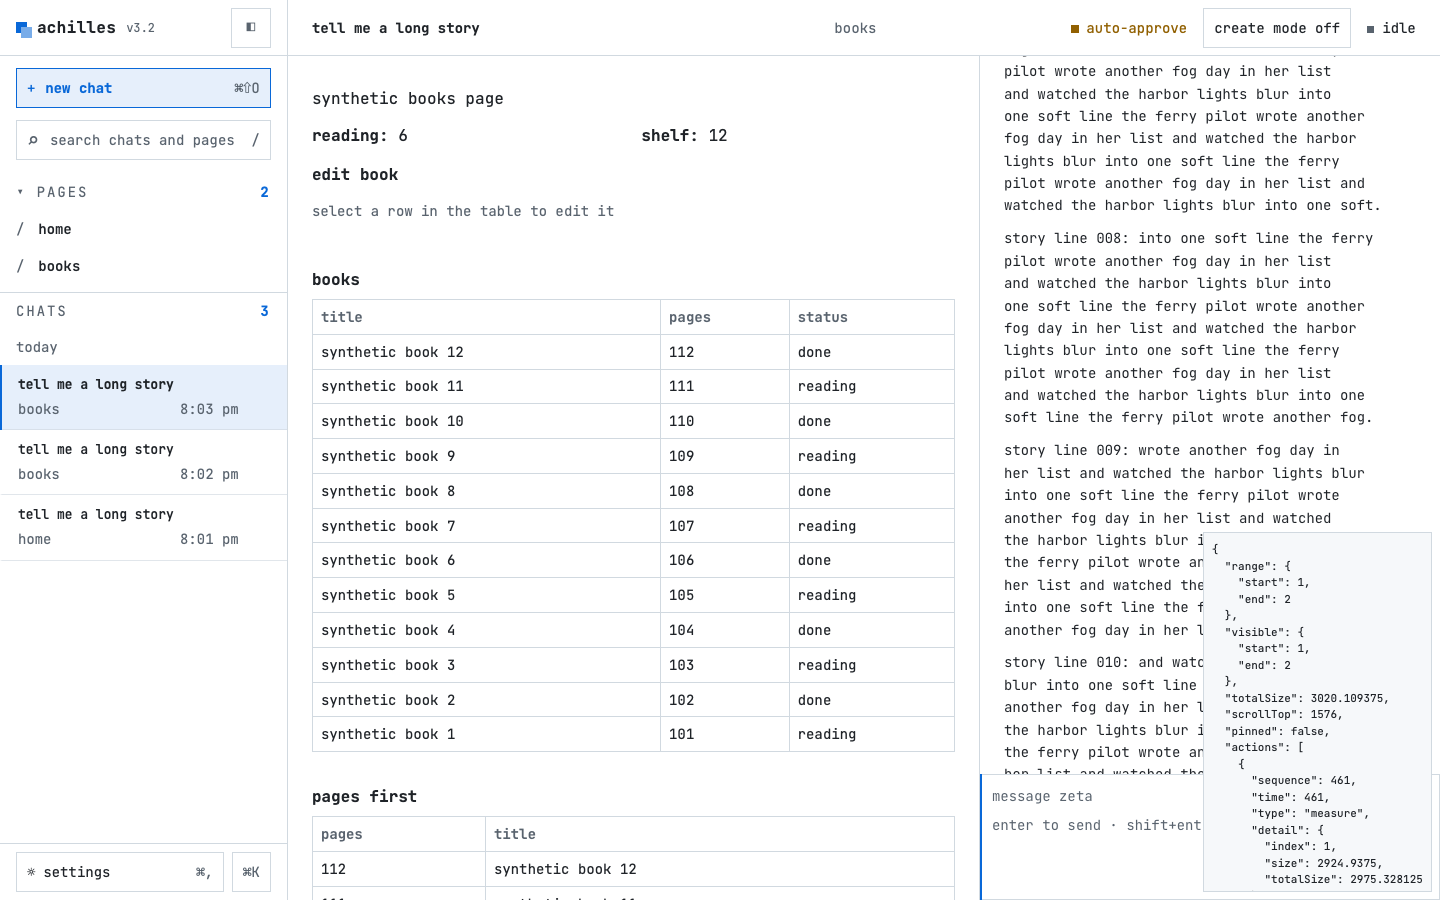 achilles v3.2
+ new chat ⌘⇧O
search chats and pages /
▾ PAGES 2
/ home
/ books
CHATS 3
today
tell me a long story
books 8:03 pm
tell me a long story
books 8:02 pm
tell me a long story
home 8:01 pm
settings ⌘,
⌘K
tell me a long story
books
auto-approve
create mode off
idle
synthetic books page
reading: 6 shelf: 12
edit book
select a row in the table to edit it
books
title pages status
synthetic book 12 112 done
synthetic book 11 111 reading
synthetic book 10 110 done
synthetic book 9 109 reading
synthetic book 8 108 done
synthetic book 7 107 reading
synthetic book 6 106 done
synthetic book 5 105 reading
synthetic book 4 104 done
synthetic book 3 103 reading
synthetic book 2 102 done
synthetic book 1 101 reading
pages first
pages title
112 synthetic book 12
pilot wrote another fog day in her list
and watched the harbor lights blur into
one soft line the ferry pilot wrote another
fog day in her list and watched the harbor
lights blur into one soft line the ferry
pilot wrote another fog day in her list and
watched the harbor lights blur into one soft.
story line 008: into one soft line the ferry
pilot wrote another fog day in her list
and watched the harbor lights blur into
one soft line the ferry pilot wrote another
fog day in her list and watched the harbor
lights blur into one soft line the ferry
pilot wrote another fog day in her list
and watched the harbor lights blur into one
soft line the ferry pilot wrote another fog.
story line 009: wrote another fog day in
her list and watched the harbor lights blur
into one soft line the ferry pilot wrote
another fog day in her list and watched
the harbor lights blur
the ferry pilot wrote
her list and watched the
into one soft line the
another fog day in her
story line 010: and
blur into one soft line
another fog day in her
the harbor lights blur
the ferry pilot wrote
message zeta
enter to send · shift+ent
{
"range": {
"start": 1,
"end": 2
},
"visible": {
"start": 1,
"end": 2
},
"totalSize": 3020.109375,
"scrollTop": 1576,
"pinned": false,
"actions": [
{
"sequence": 461,
"time": 461,
"type": "measure",
"detail": {
"index": 1,
"size": 2924.9375,
"totalSize": 2975.328125